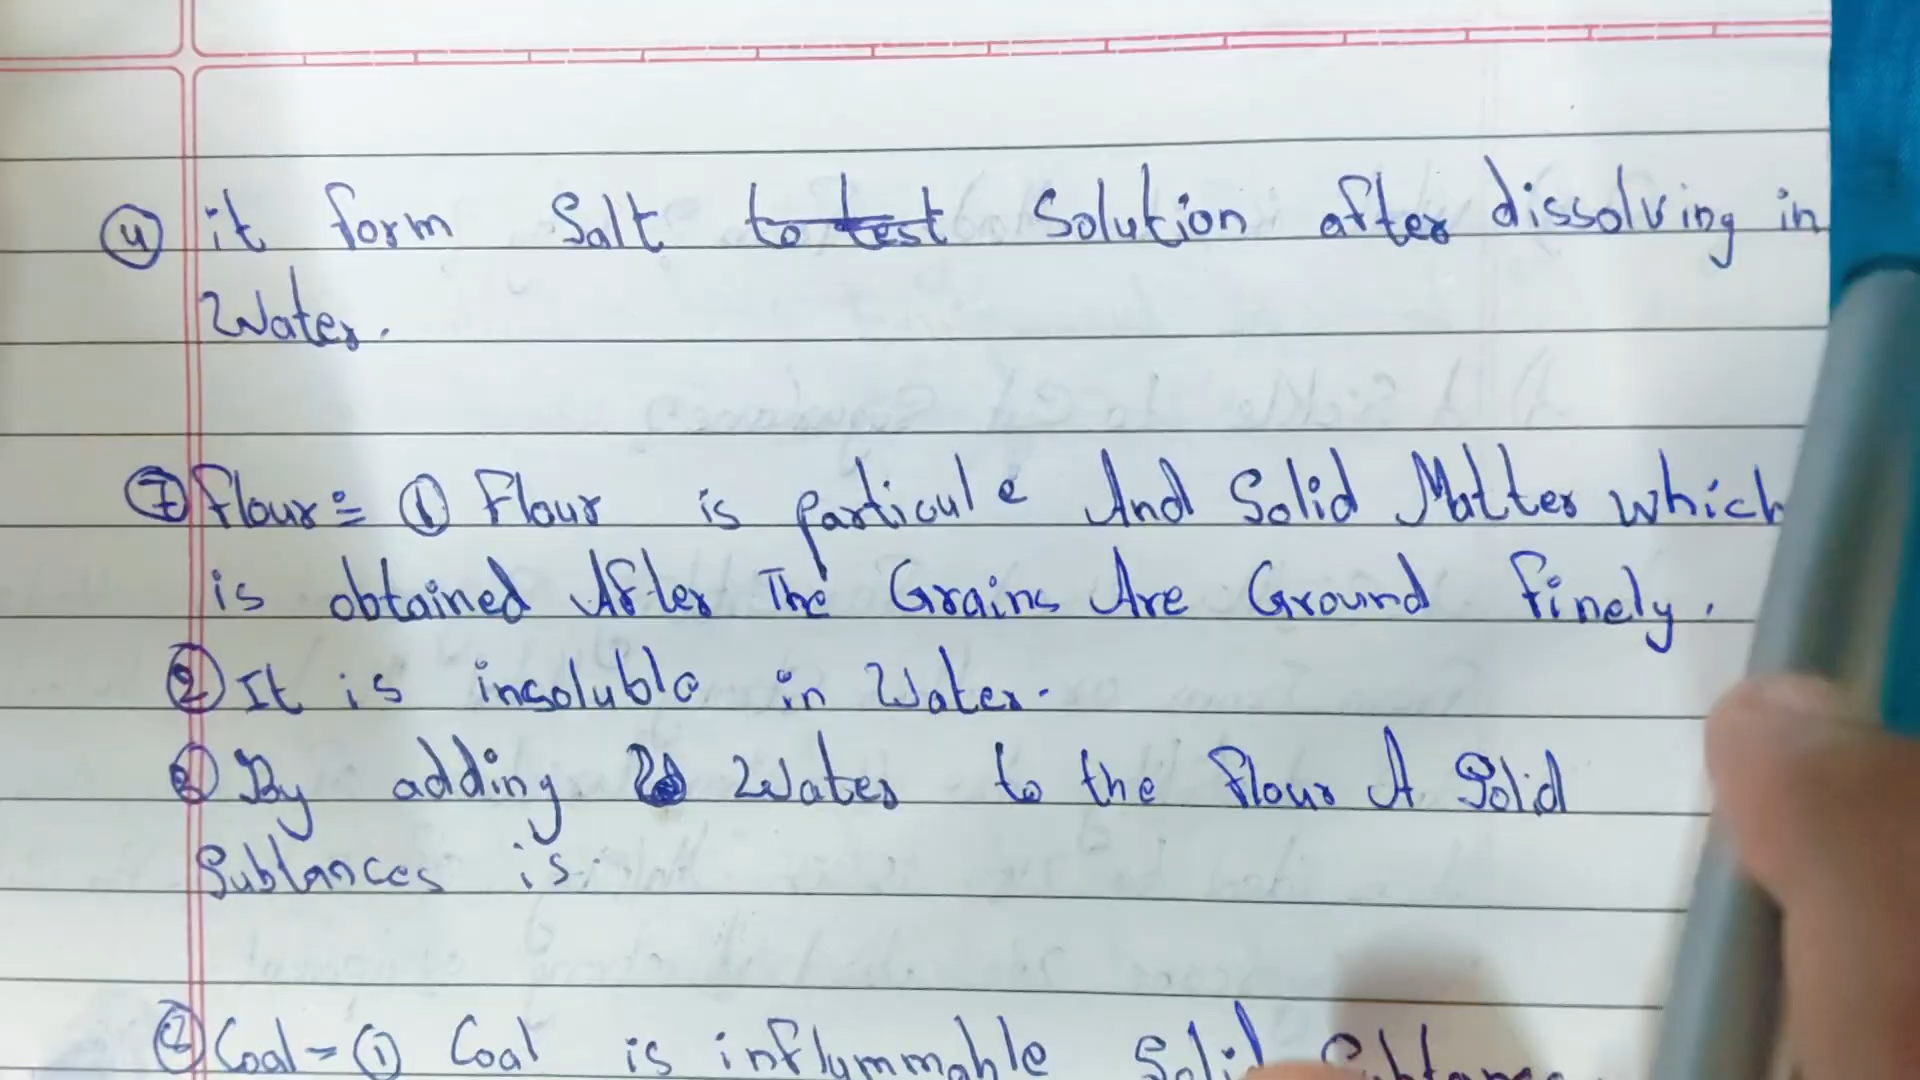 ④ it form Salt to test Solution after dissolving in
Water.
⑦ Flour = ① Flour is particule And Solid Matter which
is obtained After The Grains Are Ground finely.
② It is insoluble in Water.
③ By adding Water to the flour A Solid
Sublances is.
Coal = ① Coal is inflymmable Solid